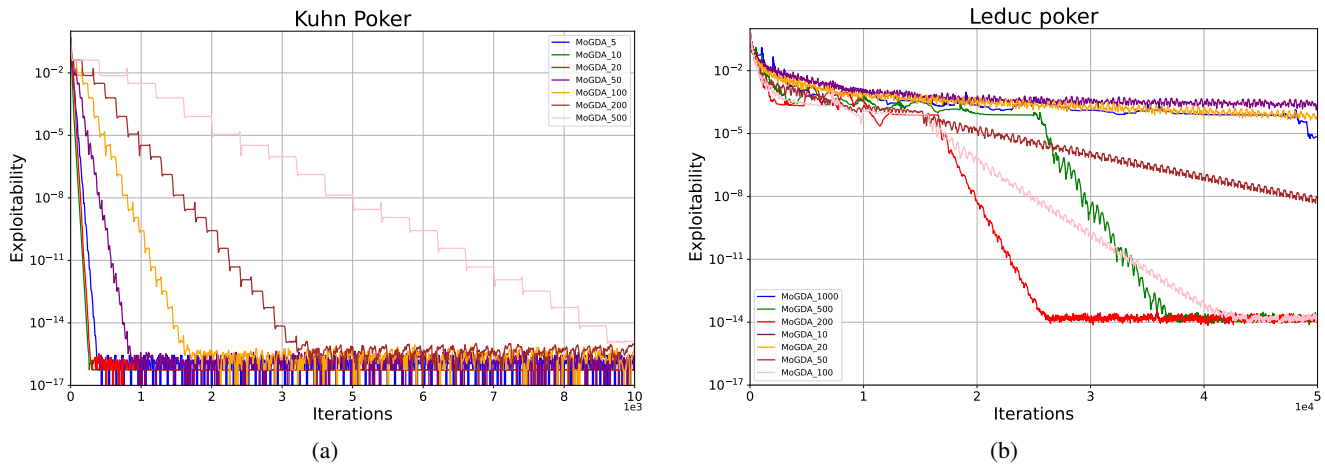 Kuhn Poker
Exploitability
10⁻²
10⁻⁵
10⁻⁸
10⁻¹¹
10⁻¹⁴
10⁻¹⁷
MoGDA_5
MoGDA_10
MoGDA_20
MoGDA_50
MoGDA_100
MoGDA_200
MoGDA_500
0 1 2 3 4 5 6 7 8 9 10
1e3
Iterations
(a)
Leduc poker
Exploitability
10⁻²
10⁻⁵
10⁻⁸
10⁻¹¹
10⁻¹⁴
10⁻¹⁷
MoGDA_1000
MoGDA_500
MoGDA_200
MoGDA_10
MoGDA_20
MoGDA_50
MoGDA_100
0 1 2 3 4 5
1e4
Iterations
(b)